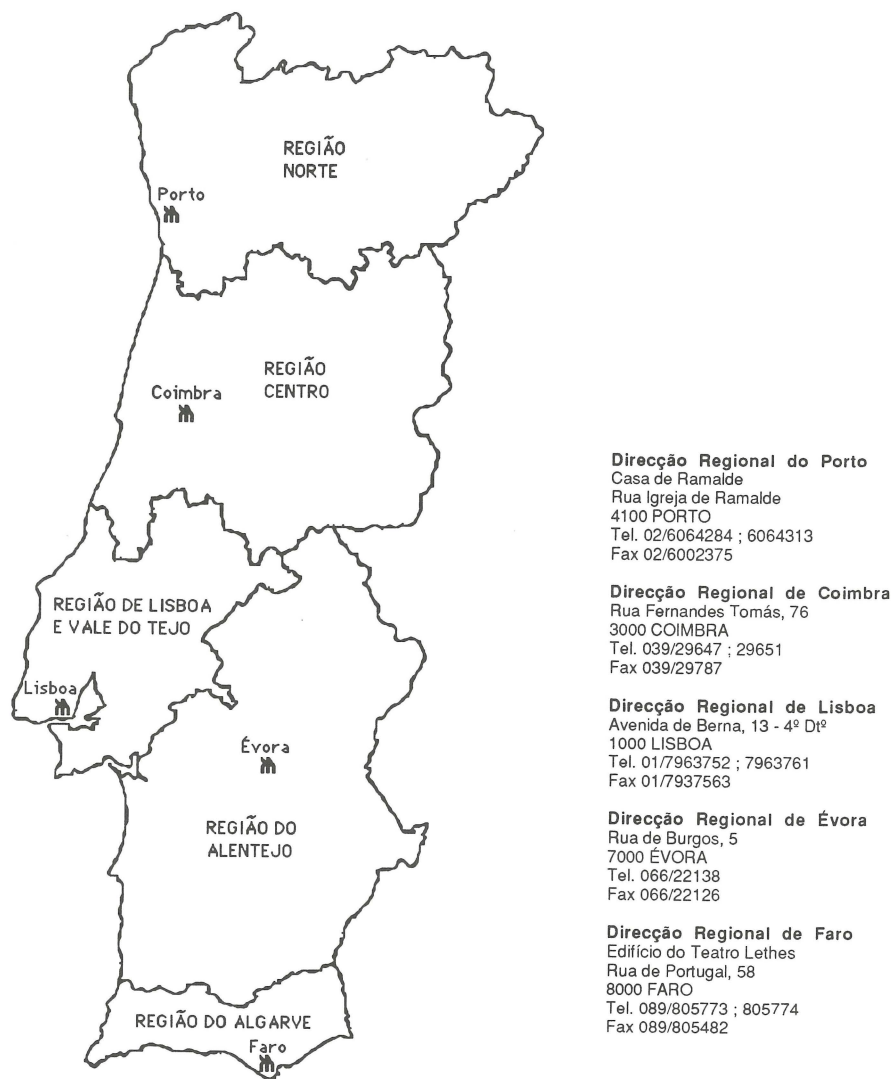 REGIÃO
NORTE
Porto
REGIÃO
CENTRO
Coimbra
REGIÃO DE LISBOA
E VALE DO TEJO
Lisboa
Évora
REGIÃO DO
ALENTEJO
REGIÃO DO ALGARVE
Faro
Direcção Regional do Porto
Casa de Ramalde
Rua Igreja de Ramalde
4100 PORTO
Tel. 02/6064284 ; 6064313
Fax 02/6002375
Direcção Regional de Coimbra
Rua Fernandes Tomás, 76
3000 COIMBRA
Tel. 039/29647 ; 29651
Fax 039/29787
Direcção Regional de Lisboa
Avenida de Berna, 13 - 4º Dtº
1000 LISBOA
Tel. 01/7963752 ; 7963761
Fax 01/7937563
Direcção Regional de Évora
Rua de Burgos, 5
7000 ÉVORA
Tel. 066/22138
Fax 066/22126
Direcção Regional de Faro
Edifício do Teatro Lethes
Rua de Portugal, 58
8000 FARO
Tel. 089/805773 ; 805774
Fax 089/805482